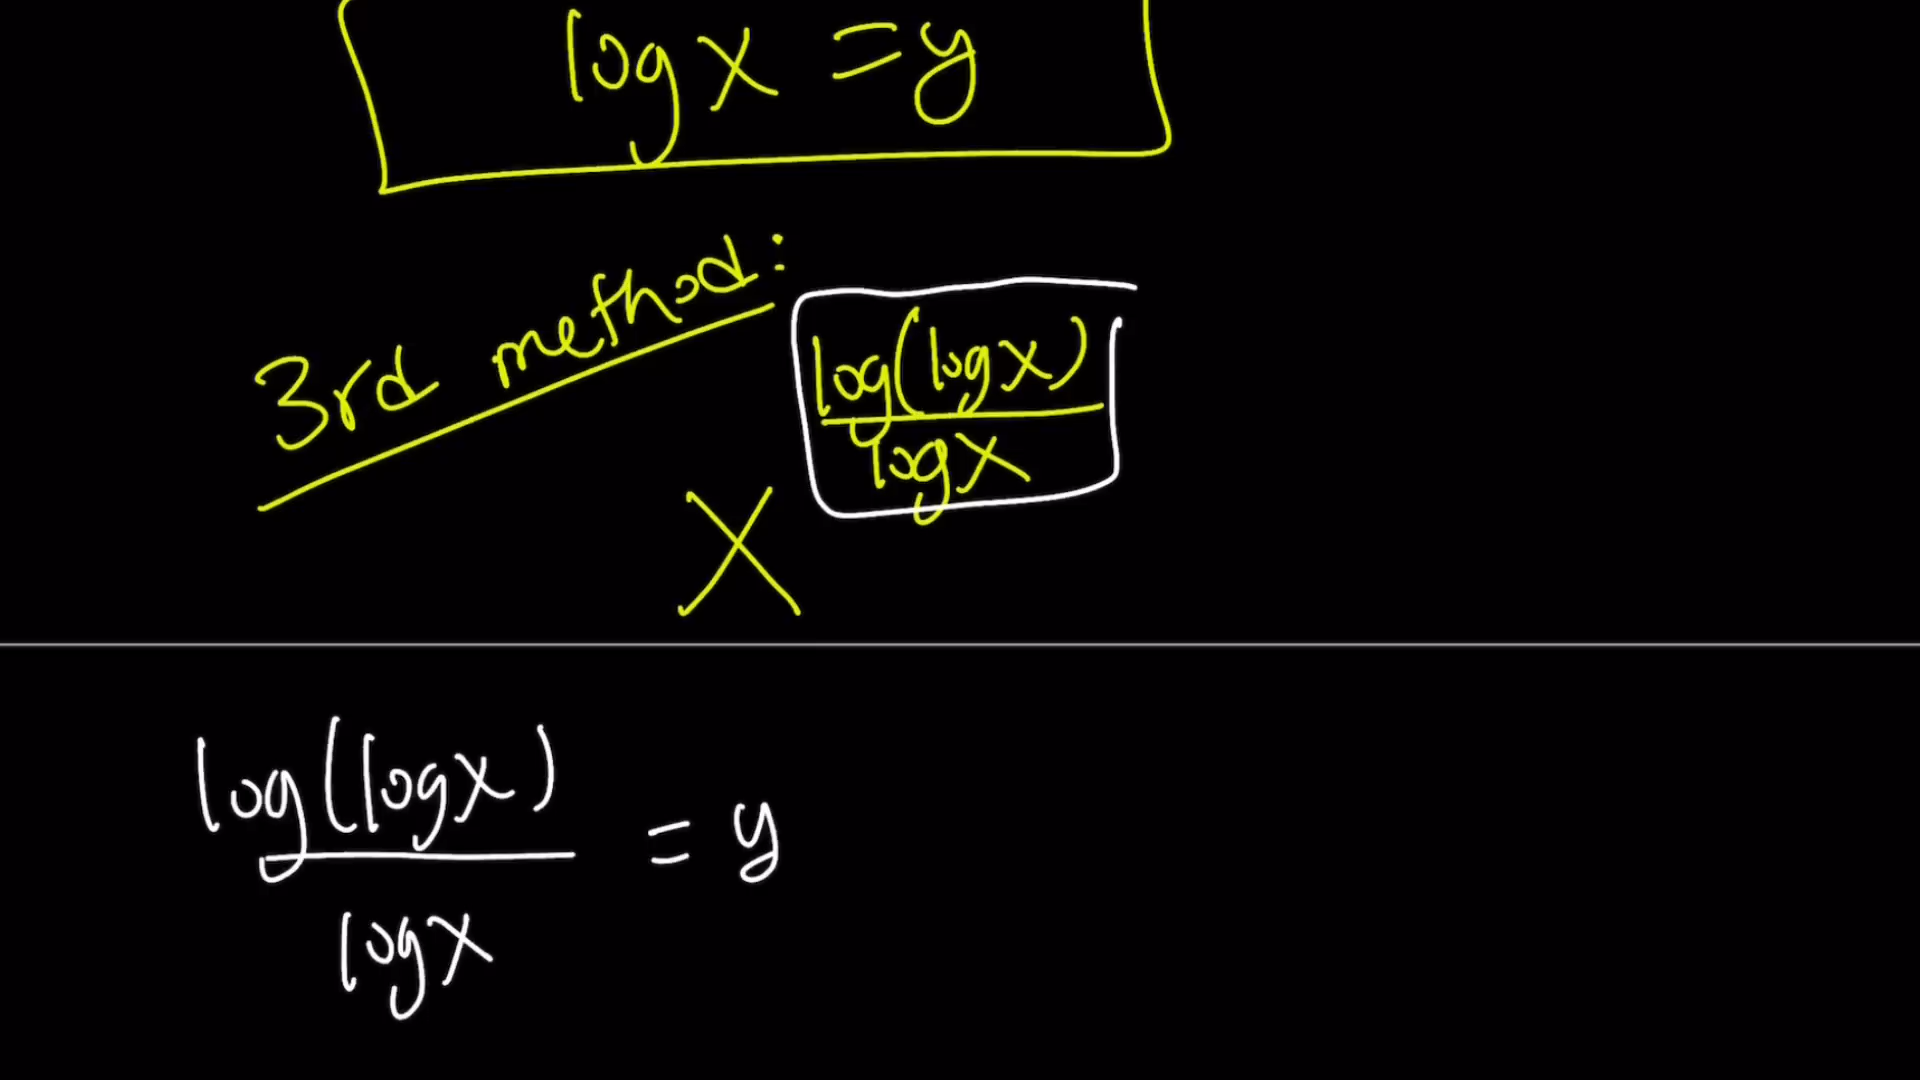 log x = y
3rd method:
x^(log(log x)/log x)
log(log x)/log x = y